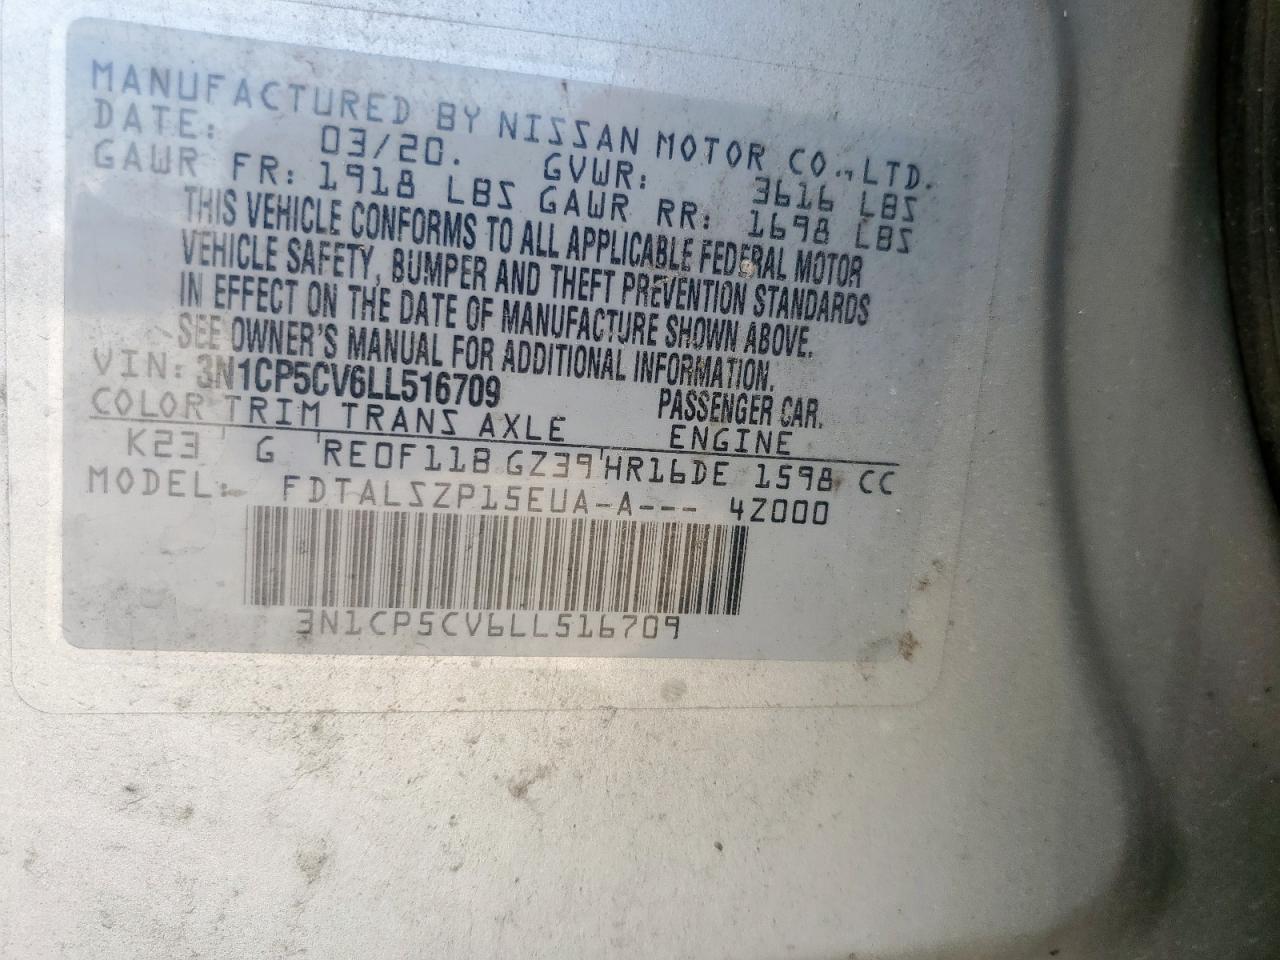 MANUFACTURED BY NISSAN MOTOR CO., LTD.
DATE: 03/20. GVWR: 3616 LBS
GAWR FR: 1918 LBS GAWR RR: 1698 LBS
THIS VEHICLE CONFORMS TO ALL APPLICABLE FEDERAL MOTOR
VEHICLE SAFETY, BUMPER AND THEFT PREVENTION STANDARDS
IN EFFECT ON THE DATE OF MANUFACTURE SHOWN ABOVE.
SEE OWNER'S MANUAL FOR ADDITIONAL INFORMATION.
VIN: 3N1CP5CV6LL516709 PASSENGER CAR.
COLOR TRIM TRANS AXLE ENGINE
K23 G RE0F11B GZ39 HR16DE 1598 CC
MODEL: FDTALSZP15EUA-A--- 4Z000
3N1CP5CV6LL516709